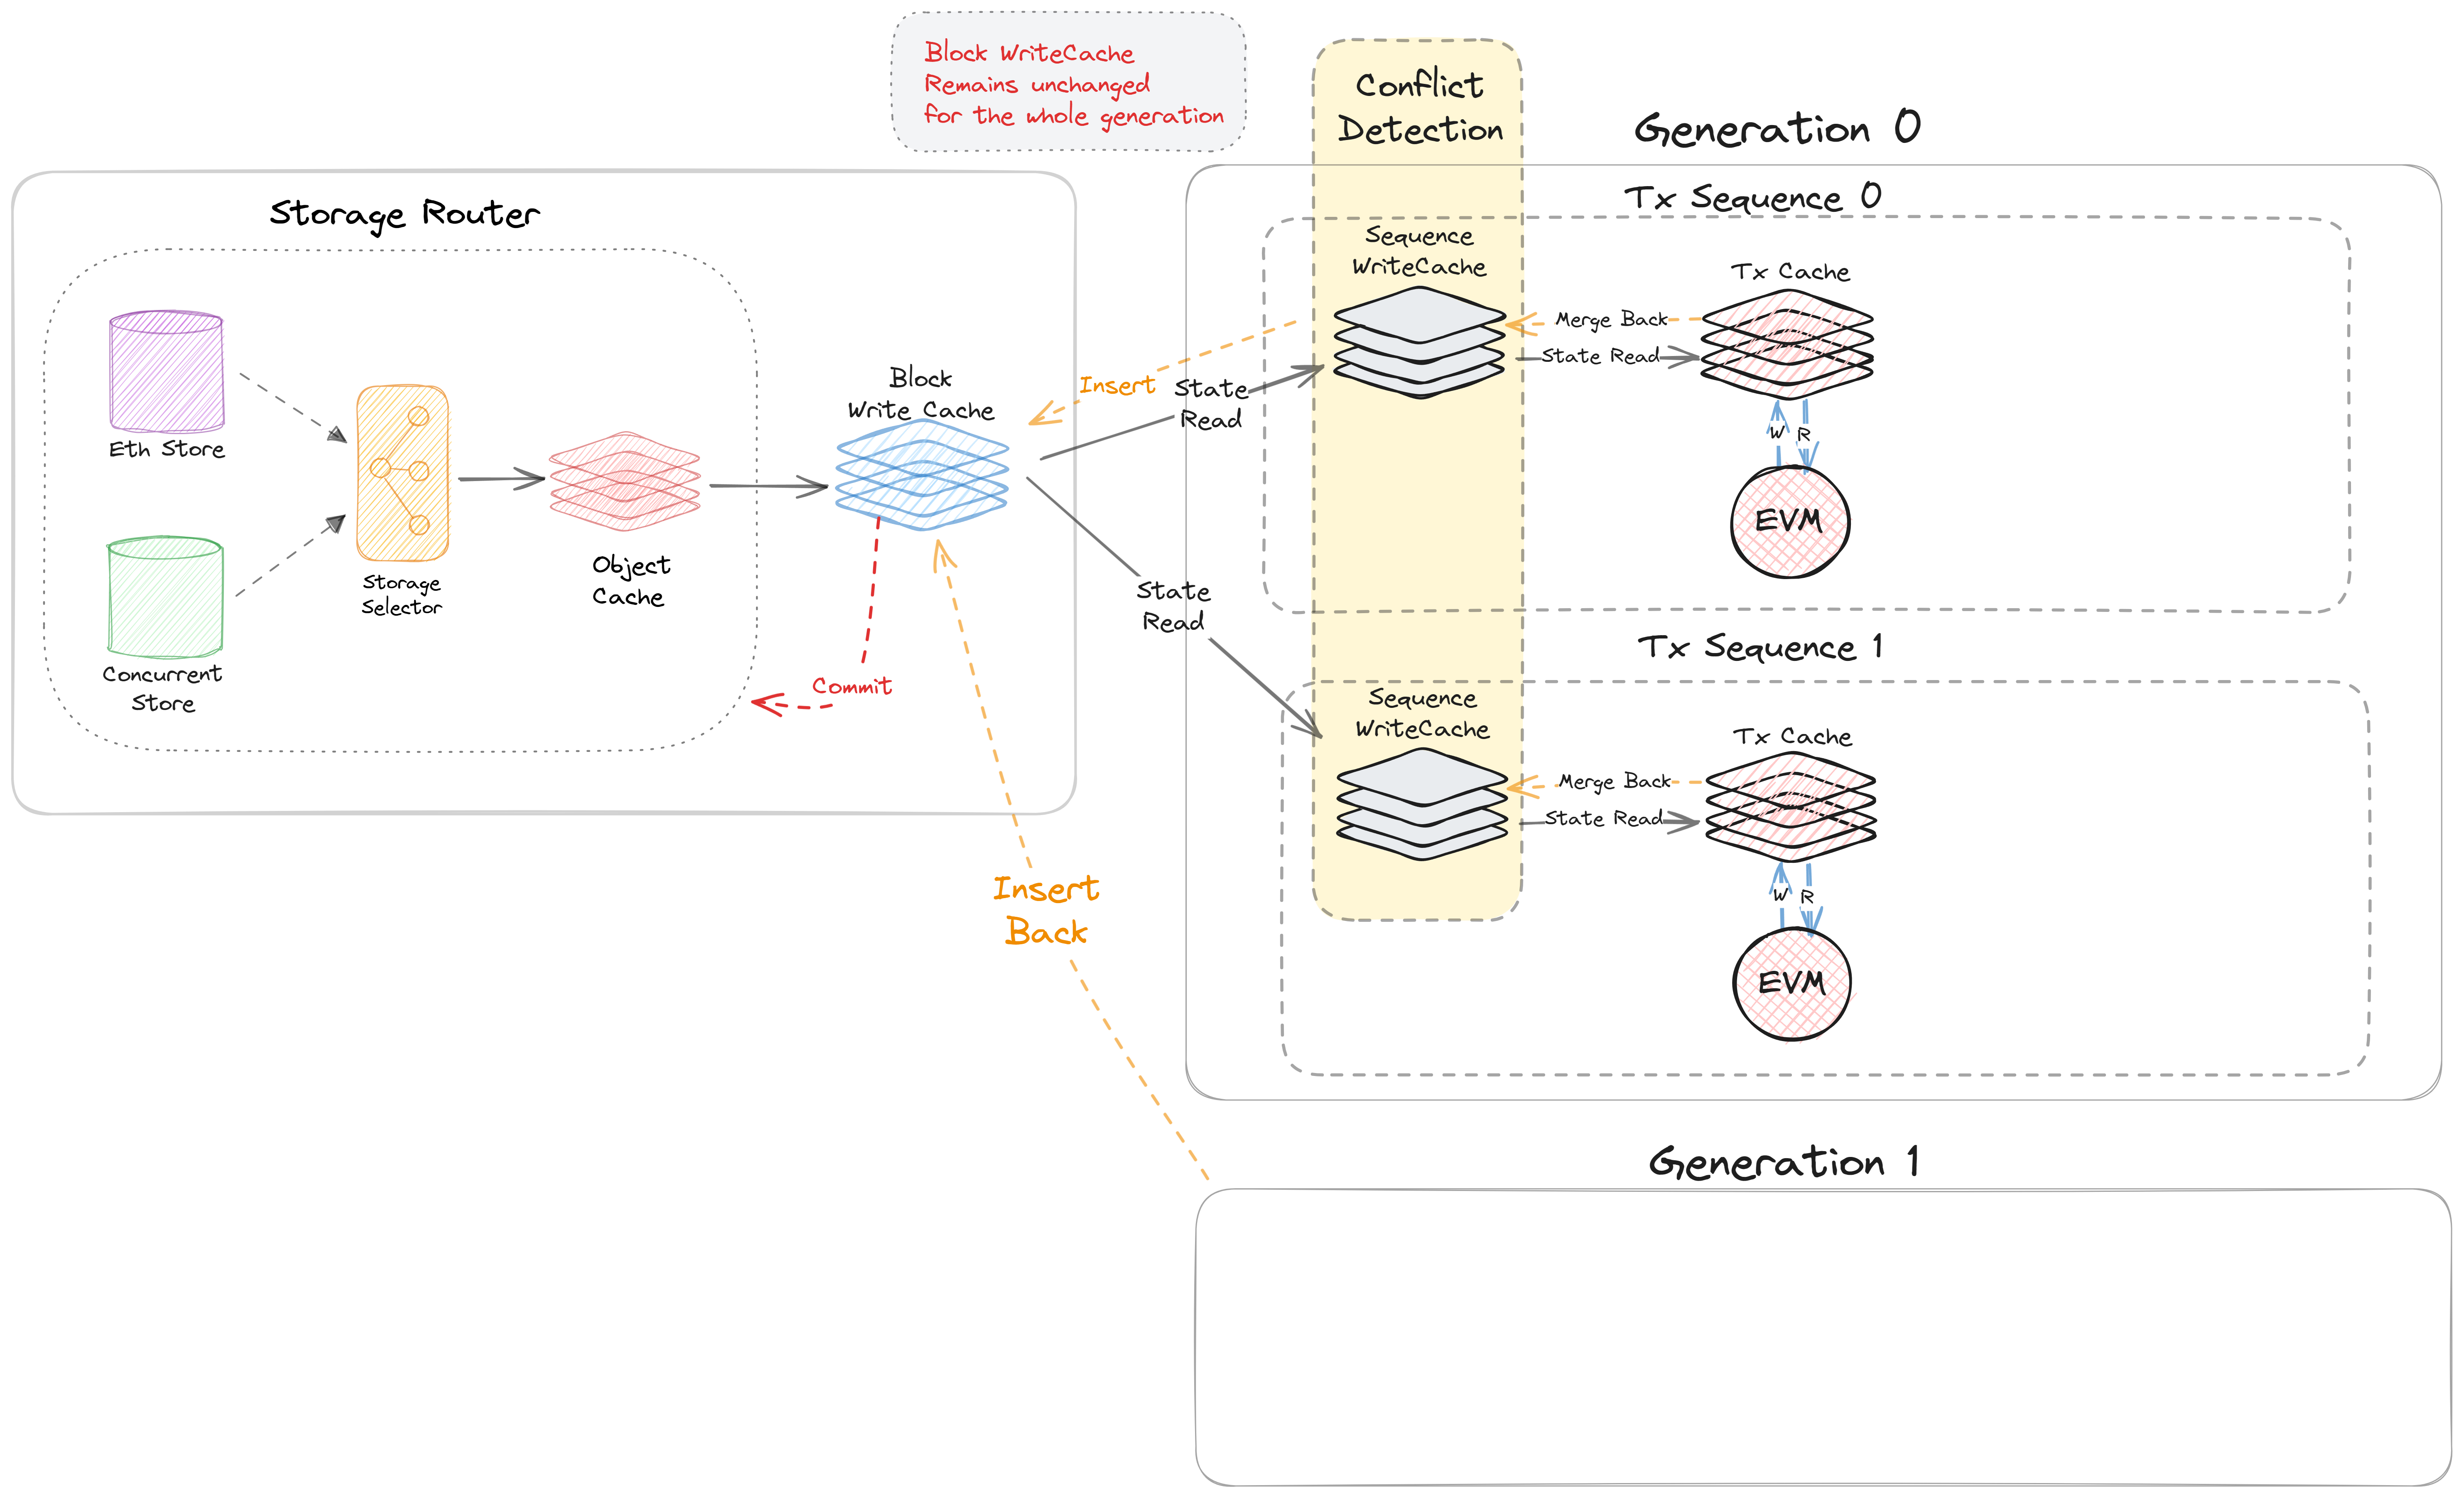 Block WriteCache
Remains unchanged
for the whole generation
Conflict
Detection
Generation 0
Storage Router
Eth Store
Concurrent
Store
Storage
Selector
Object
Cache
Block
Write Cache
Commit
Insert
State
Read
State
Read
Insert
Back
Tx Sequence 0
Sequence
WriteCache
Merge Back
State Read
Tx Cache
W R
EVM
Tx Sequence 1
Sequence
WriteCache
Merge Back
State Read
Tx Cache
W R
EVM
Generation 1